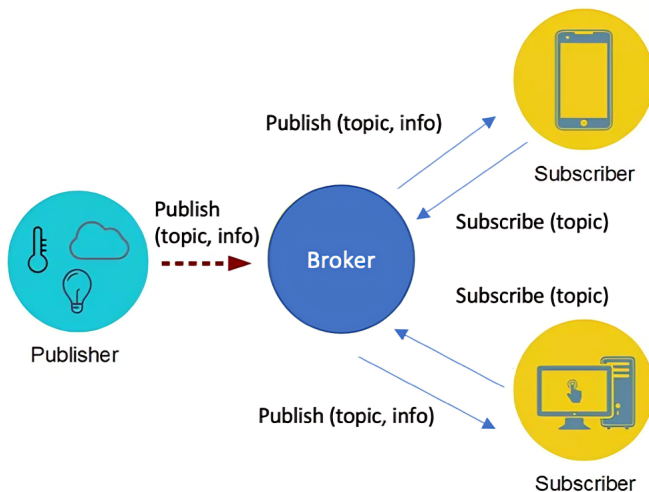 Publish (topic, info)
Subscriber
Publish
(topic, info)
Subscribe (topic)
Broker
Subscribe (topic)
Publisher
Publish (topic, info)
Subscriber